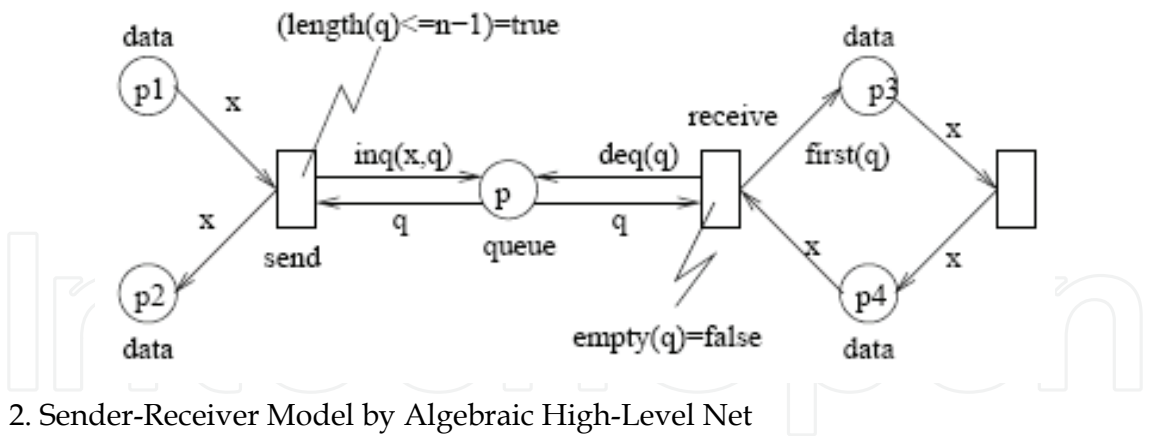 data
(length(q)<=n−1)=true
data
p1
p3
x
receive
x
inq(x,q)
deq(q)
first(q)
p
x
q
q
x
x
send
queue
p2
p4
empty(q)=false
data
data
2. Sender-Receiver Model by Algebraic High-Level Net